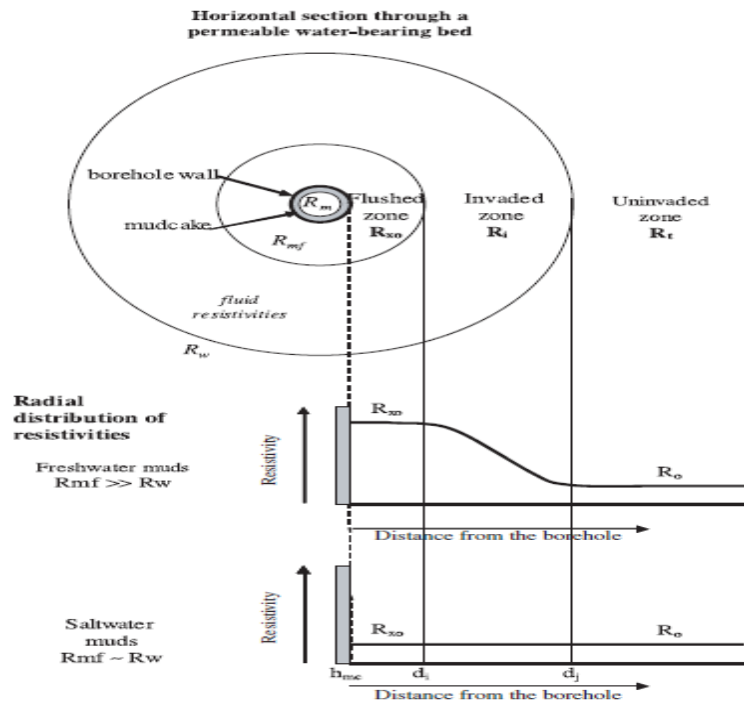 Horizontal section through a
permeable water-bearing bed
borehole wall
mudcake
Rm
Rmf
Flushed
zone
Rxo
Invaded
zone
Ri
Uninvaded
zone
Rt
fluid
resistivities
Rw
Radial
distribution of
resistivities
Freshwater muds
Rmf >> Rw
Resistivity
Rxo
Ro
Distance from the borehole
Saltwater
muds
Rmf ~ Rw
Resistivity
Rxo
Ro
hmc
di
dj
Distance from the borehole